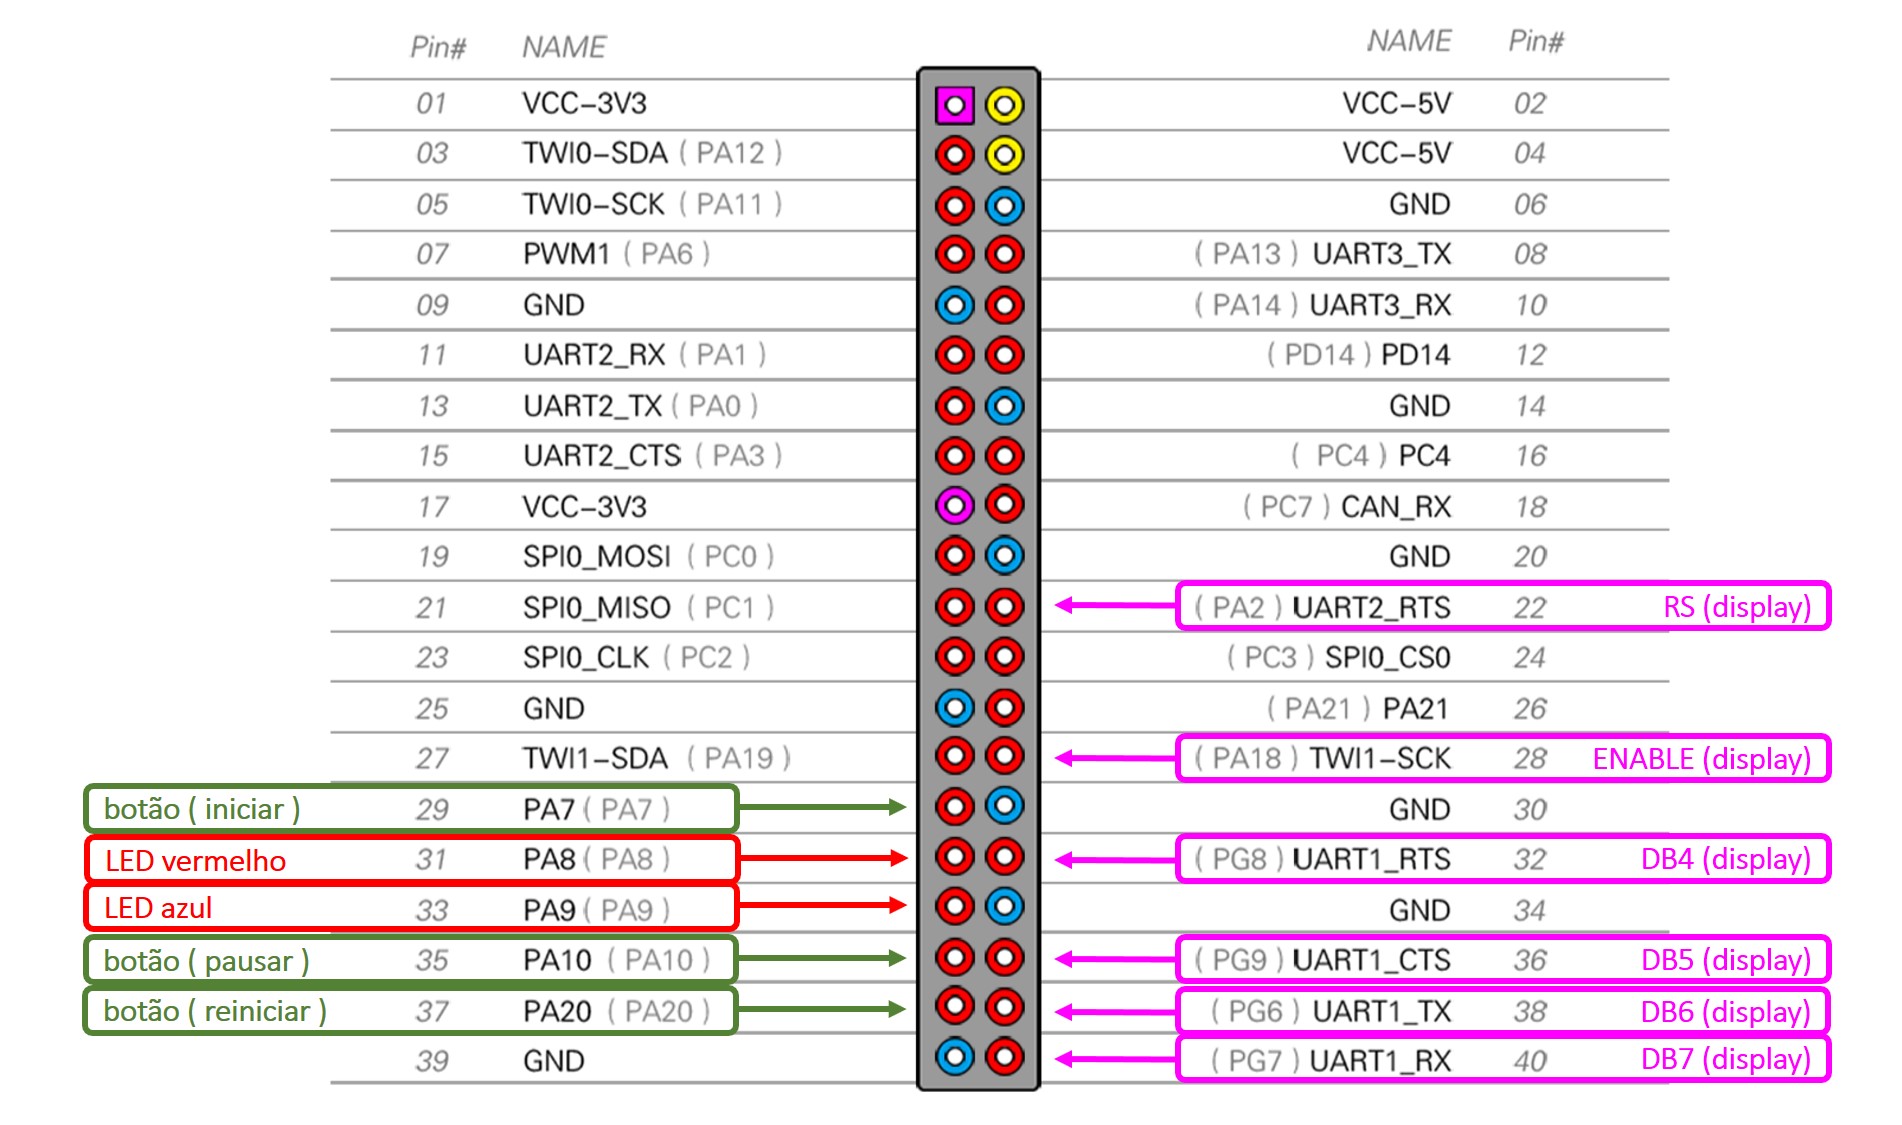 Pin# NAME NAME Pin#
01 VCC-3V3 VCC-5V 02
03 TWI0-SDA ( PA12 ) VCC-5V 04
05 TWI0-SCK ( PA11 ) GND 06
07 PWM1 ( PA6 ) ( PA13 ) UART3_TX 08
09 GND ( PA14 ) UART3_RX 10
11 UART2_RX ( PA1 ) ( PD14 ) PD14 12
13 UART2_TX ( PA0 ) GND 14
15 UART2_CTS ( PA3 ) ( PC4 ) PC4 16
17 VCC-3V3 ( PC7 ) CAN_RX 18
19 SPI0_MOSI ( PC0 ) GND 20
21 SPI0_MISO ( PC1 ) ( PA2 ) UART2_RTS 22 RS (display)
23 SPI0_CLK ( PC2 ) ( PC3 ) SPI0_CS0 24
25 GND ( PA21 ) PA21 26
27 TWI1-SDA ( PA19 ) ( PA18 ) TWI1-SCK 28 ENABLE (display)
botão ( iniciar ) 29 PA7 ( PA7 ) GND 30
LED vermelho 31 PA8 ( PA8 ) ( PG8 ) UART1_RTS 32 DB4 (display)
LED azul 33 PA9 ( PA9 ) GND 34
botão ( pausar ) 35 PA10 ( PA10 ) ( PG9 ) UART1_CTS 36 DB5 (display)
botão ( reiniciar ) 37 PA20 ( PA20 ) ( PG6 ) UART1_TX 38 DB6 (display)
39 GND ( PG7 ) UART1_RX 40 DB7 (display)